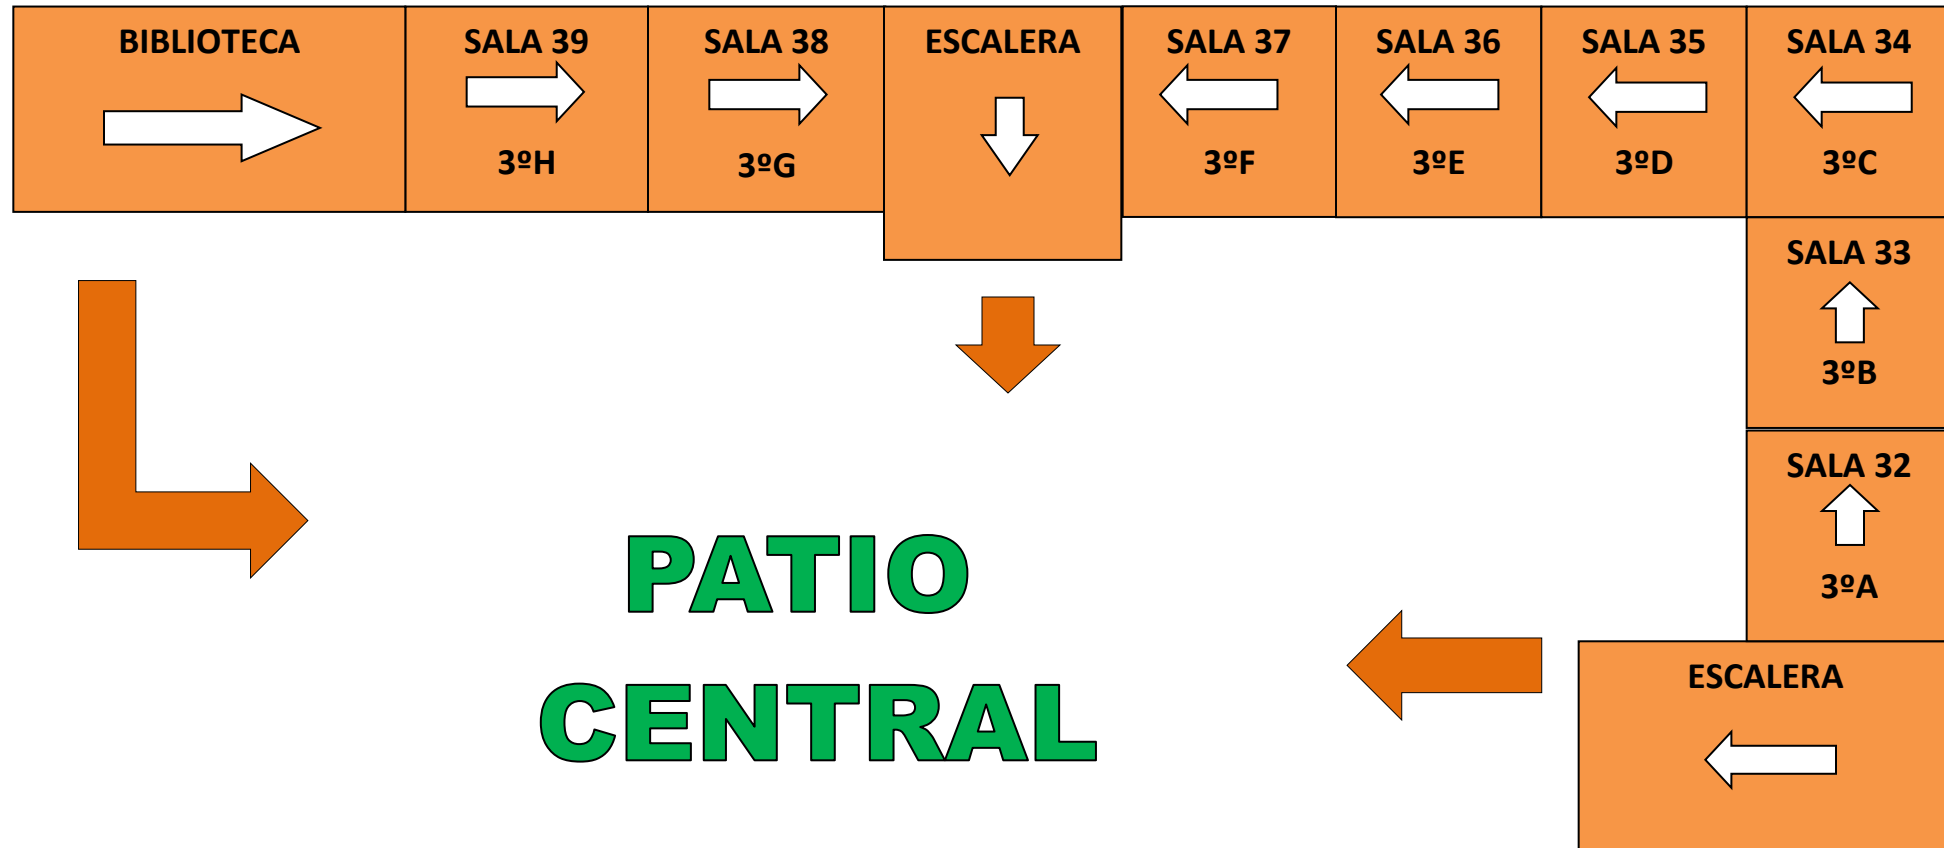 BIBLIOTECA
SALA 39
3ºH
SALA 38
3ºG
ESCALERA
SALA 37
3ºF
SALA 36
3ºE
SALA 35
3ºD
SALA 34
3ºC
SALA 33
3ºB
SALA 32
3ºA
ESCALERA
PATIO
CENTRAL